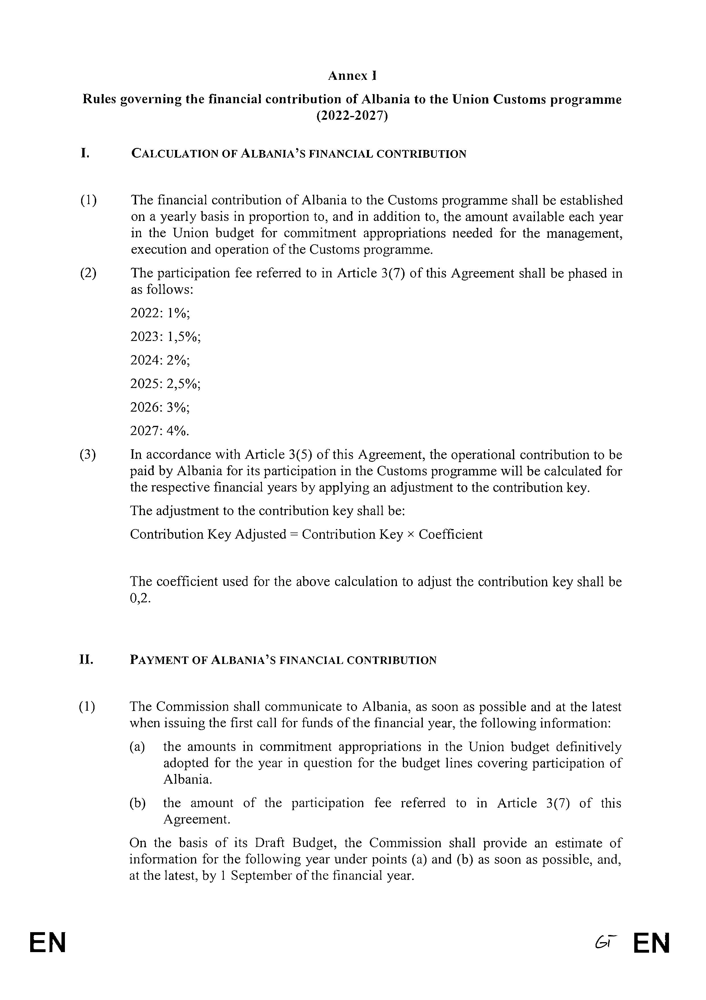 Annex I
Rules governing the financial contribution of Albania to the Union Customs programme
(2022-2027)
I. CALCULATION OF ALBANIA'S FINANCIAL CONTRIBUTION
(1) The financial contribution of Albania to the Customs programme shall be established
on a yearly basis in proportion to, and in addition to, the amount available each year
in the Union budget for commitment appropriations needed for the management,
execution and operation of the Customs programme.
(2) The participation fee referred to in Article 3(7) of this Agreement shall be phased in
as follows:
2022: 1%;
2023: 1,5%;
2024: 2%;
2025: 2,5%;
2026: 3%;
2027: 4%.
(3) In accordance with Article 3(5) of this Agreement, the operational contribution to be
paid by Albania for its participation in the Customs programme will be calculated for
the respective financial years by applying an adjustment to the contribution key.
The adjustment to the contribution key shall be:
Contribution Key Adjusted = Contribution Key × Coefficient
The coefficient used for the above calculation to adjust the contribution key shall be
0,2.
II. PAYMENT OF ALBANIA'S FINANCIAL CONTRIBUTION
(1) The Commission shall communicate to Albania, as soon as possible and at the latest
when issuing the first call for funds of the financial year, the following information:
(a) the amounts in commitment appropriations in the Union budget definitively
adopted for the year in question for the budget lines covering participation of
Albania.
(b) the amount of the participation fee referred to in Article 3(7) of this
Agreement.
On the basis of its Draft Budget, the Commission shall provide an estimate of
information for the following year under points (a) and (b) as soon as possible, and,
at the latest, by 1 September of the financial year.
EN EN